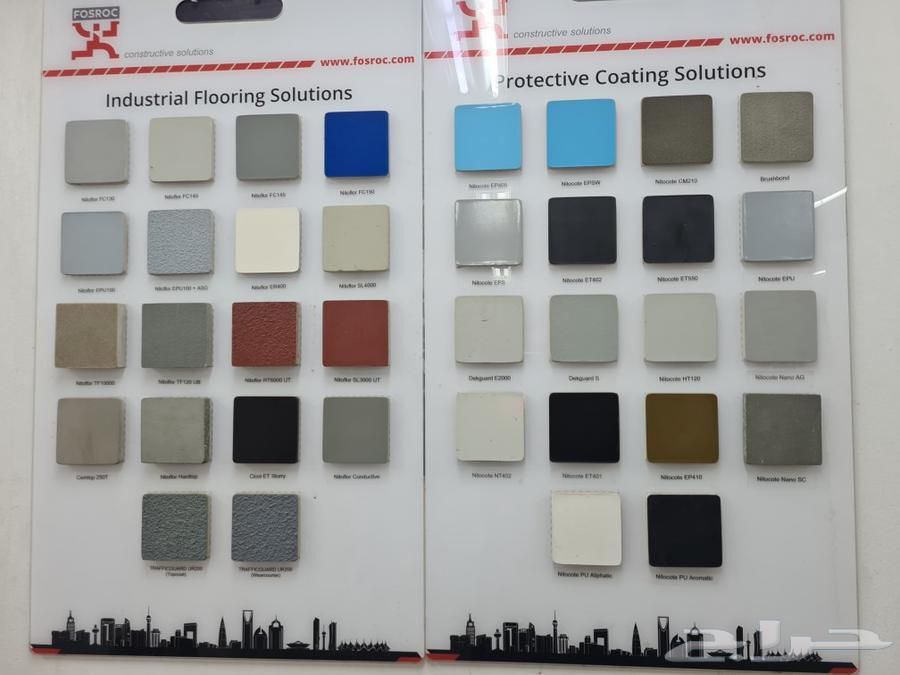 FOSROC
constructive solutions
www.fosroc.com
Industrial Flooring Solutions
Nitoflor FC130
Nitoflor FC140
Nitoflor FC145
Nitoflor FC150
Nitoflor EPU100
Nitoflor EPU100 + ASG
Nitoflor ER400
Nitoflor SL4000
Nitoflor TF10000
Nitoflor TF120 UB
Nitoflor RT6000 UT
Nitoflor SL3000 UT
Cemtop 250T
Nitoflor Hardtop
ET Slurry
Nitoflor Conductive
TRAFFICGUARD UR200
(Topcoat)
TRAFFICGUARD UR200
(Wearcourse)
constructive solutions
www.fosroc.com
Protective Coating Solutions
Nitocote EP405
Nitocote EPSW
Nitocote CM210
Brushbond
Nitocote EPS
Nitocote ET402
Nitocote ET550
Nitocote EPU
Dekguard E2000
Dekguard S
Nitocote HT120
Nitocote Nano AG
Nitocote NT402
Nitocote ET401
Nitocote EP410
Nitocote Nano SC
Nitocote PU Aliphatic
Nitocote PU Aromatic
حراج